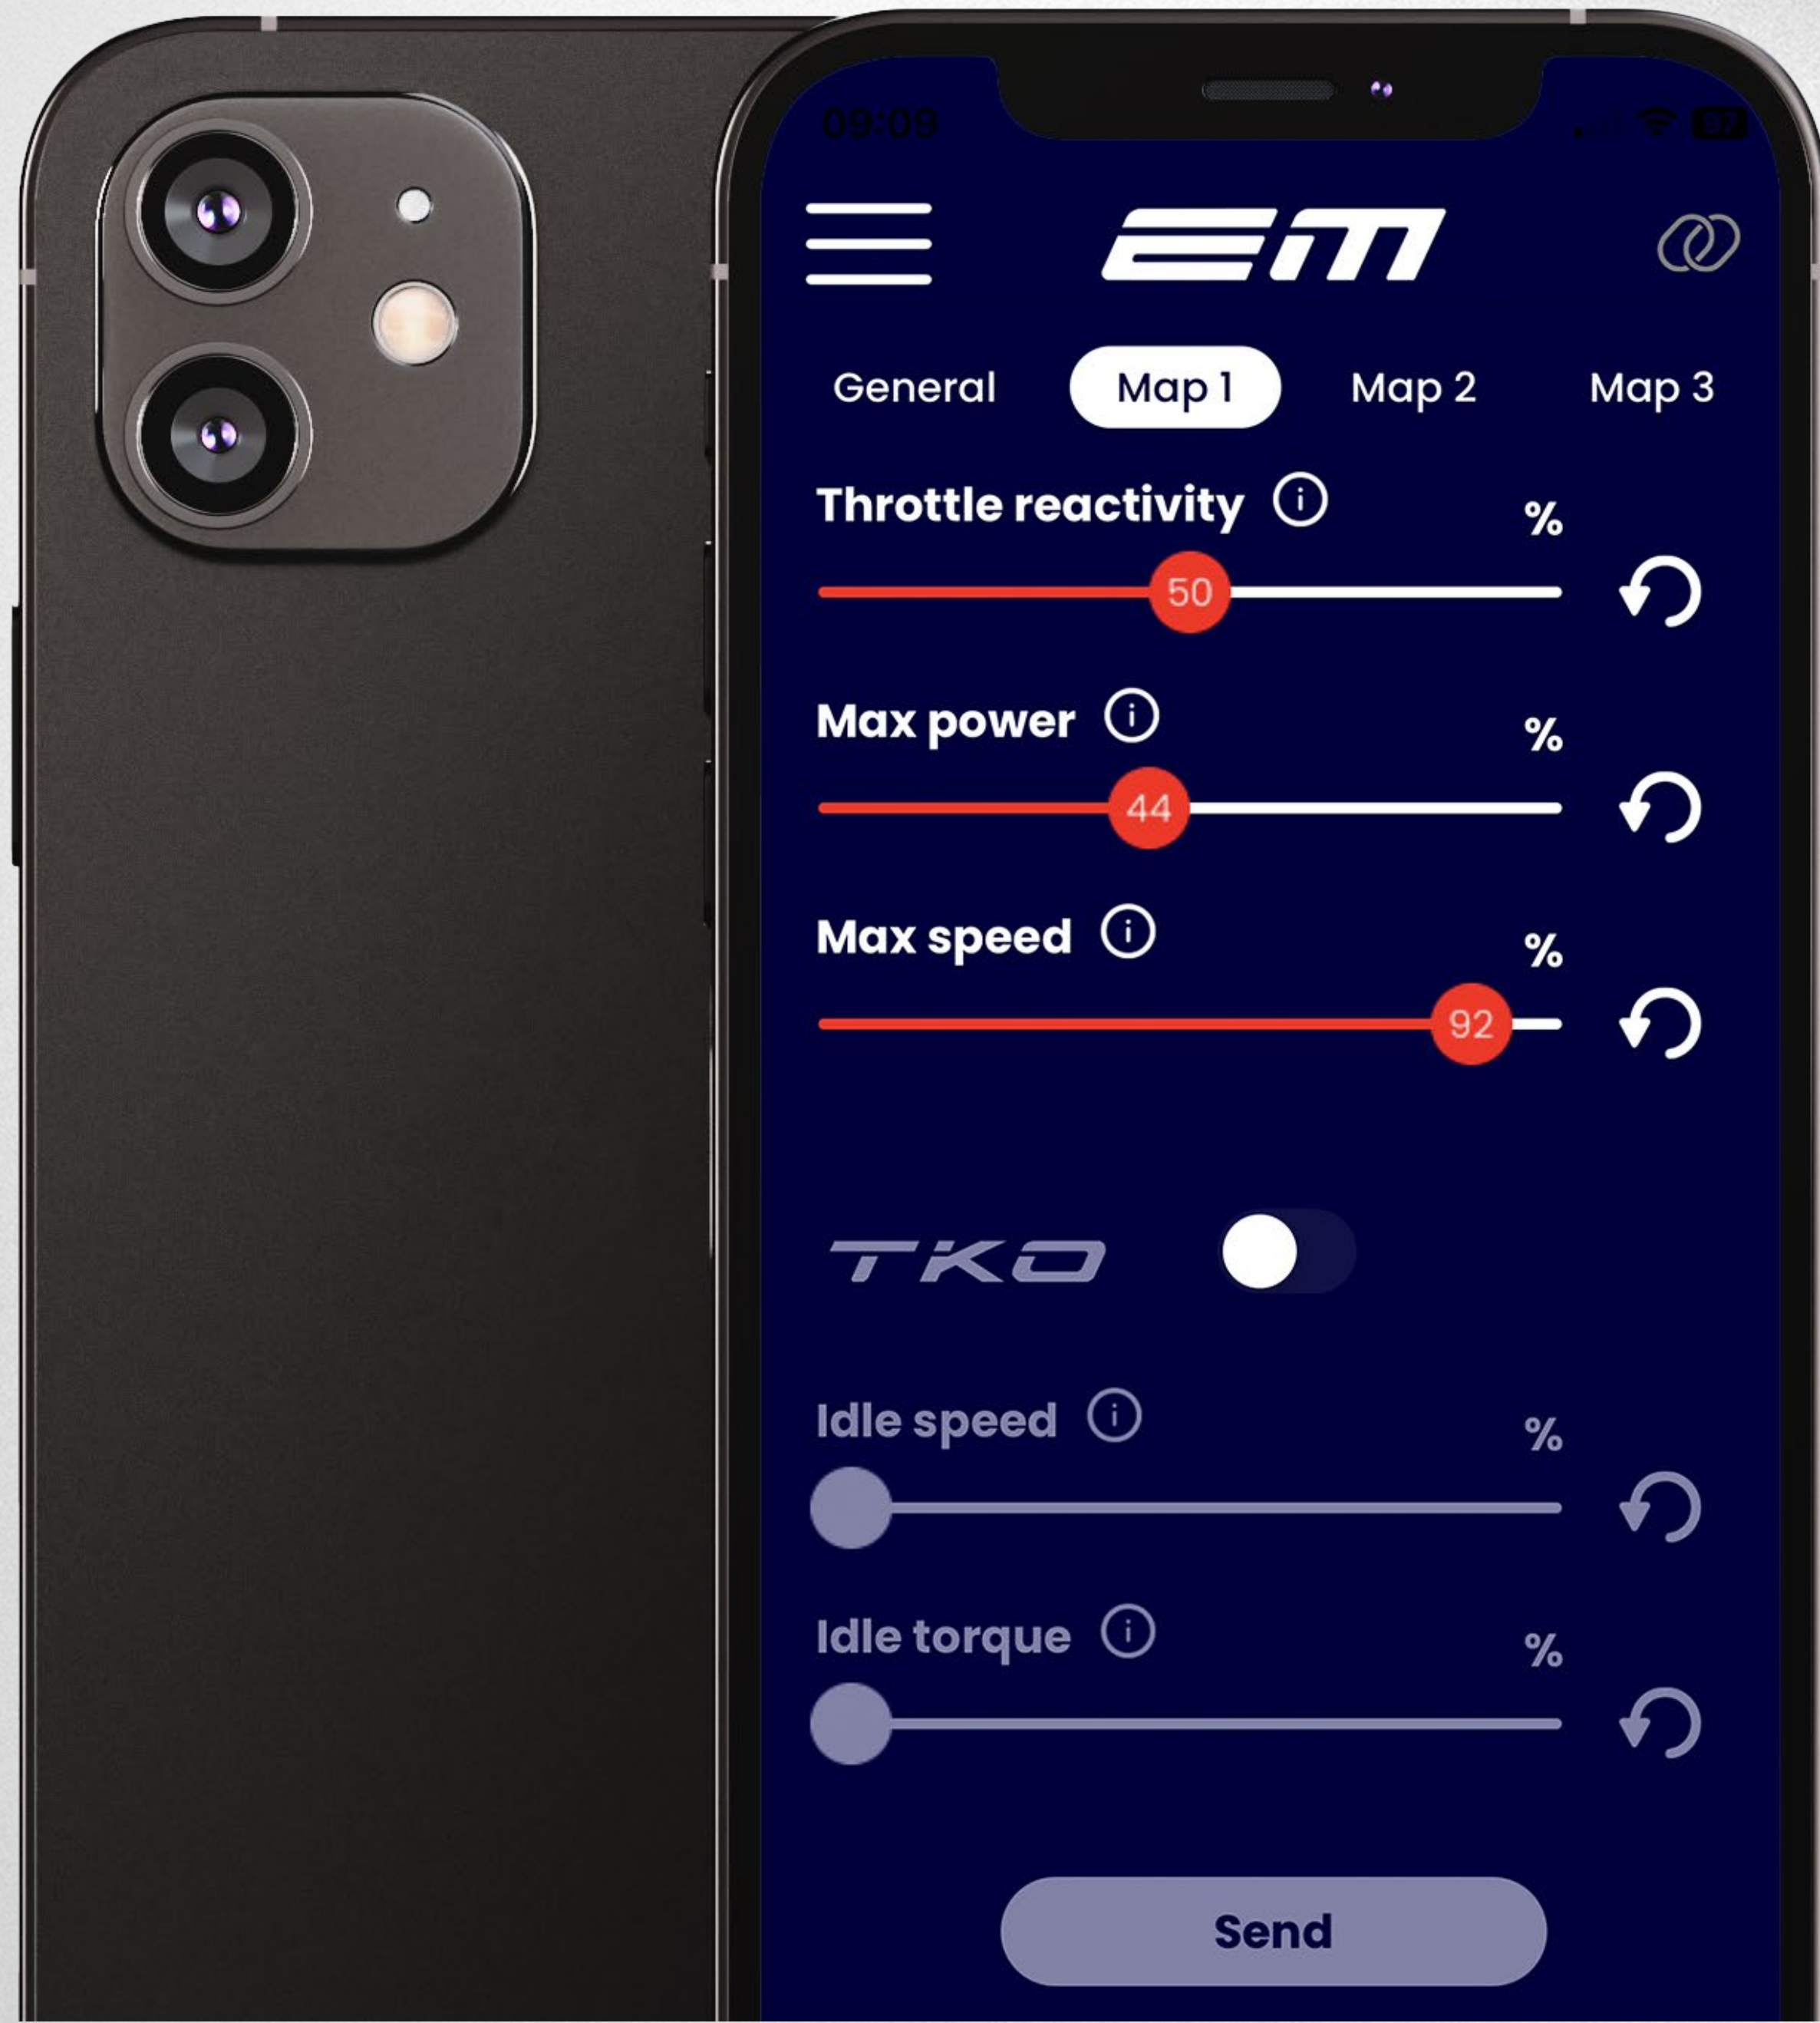 09:09
97
EM
General Map 1 Map 2 Map 3
Throttle reactivity i %
50
Max power i %
44
Max speed i %
92
TKO
Idle speed i %
Idle torque i %
Send